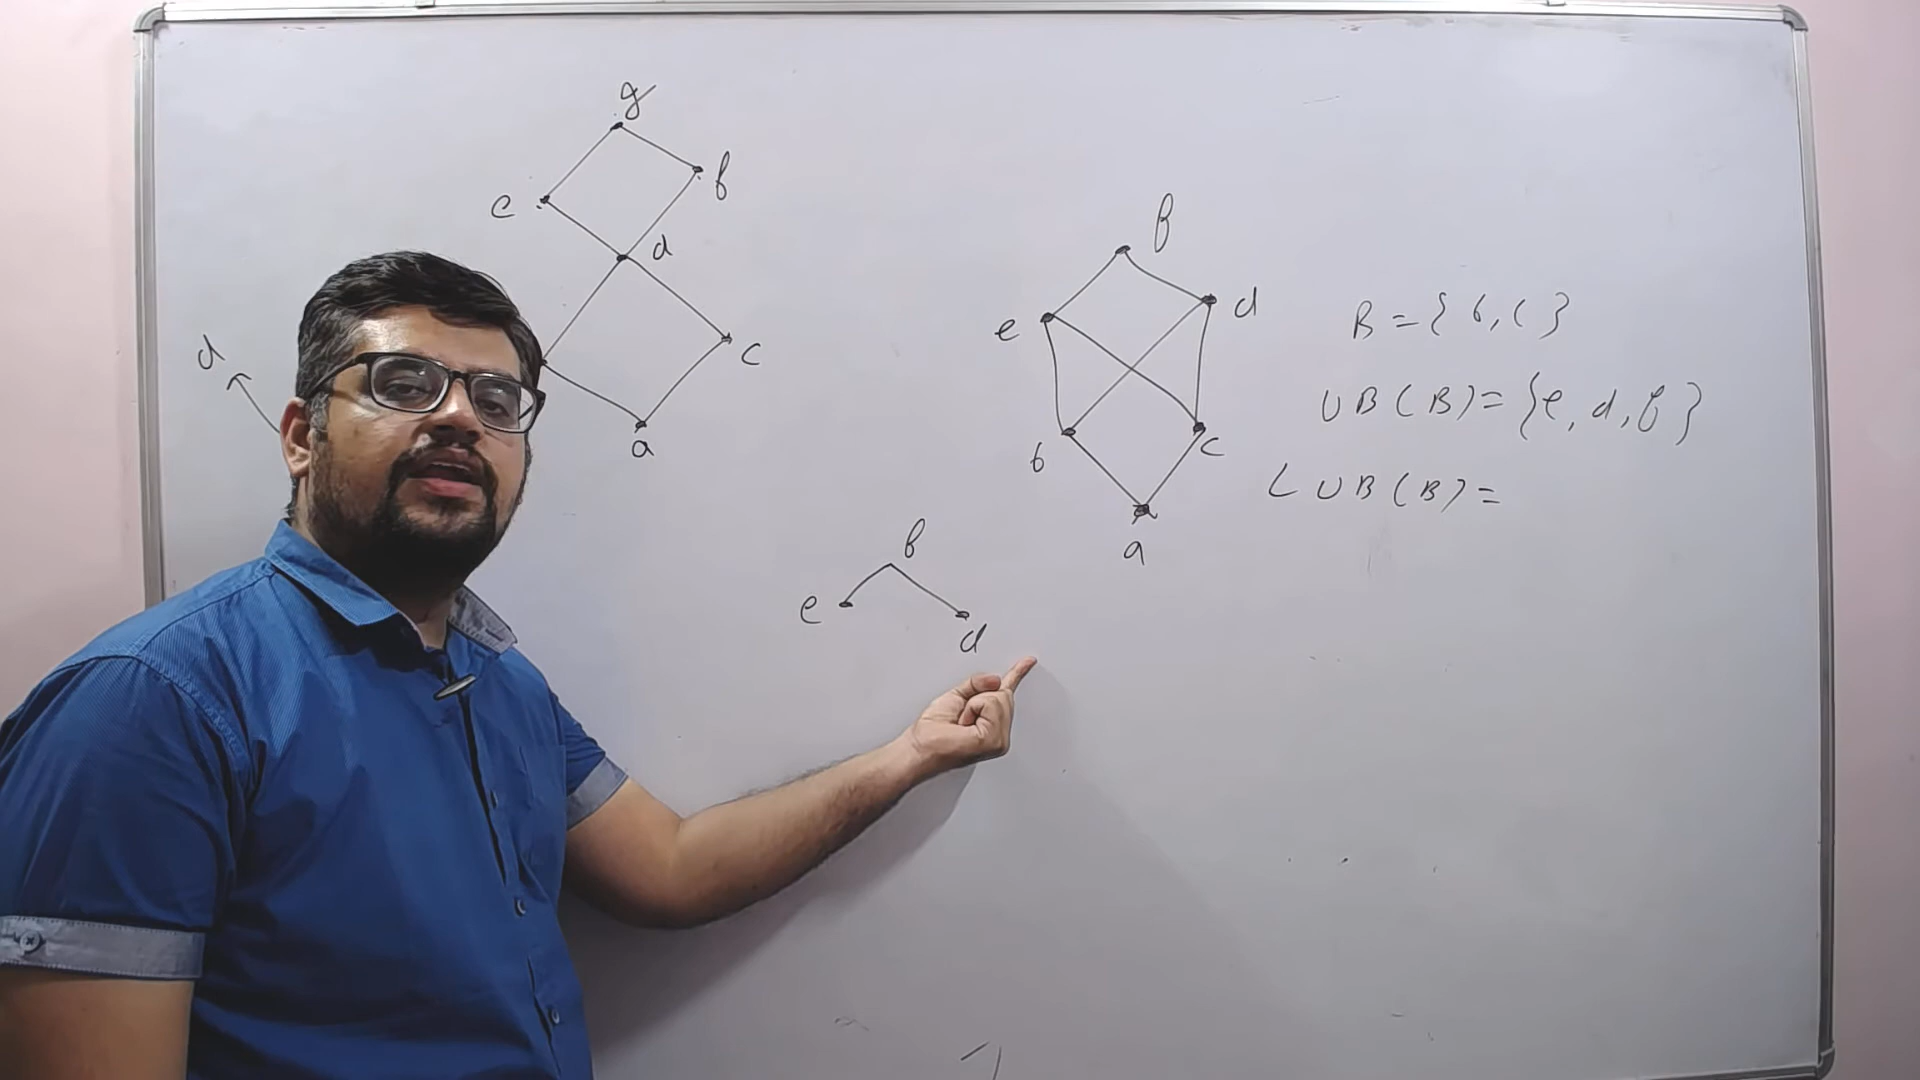 g
f
e
d
c
a
d
f
e
d
b
c
a
B = {b, c}
UB(B) = {e, d, f}
LUB(B) =
f
e
d